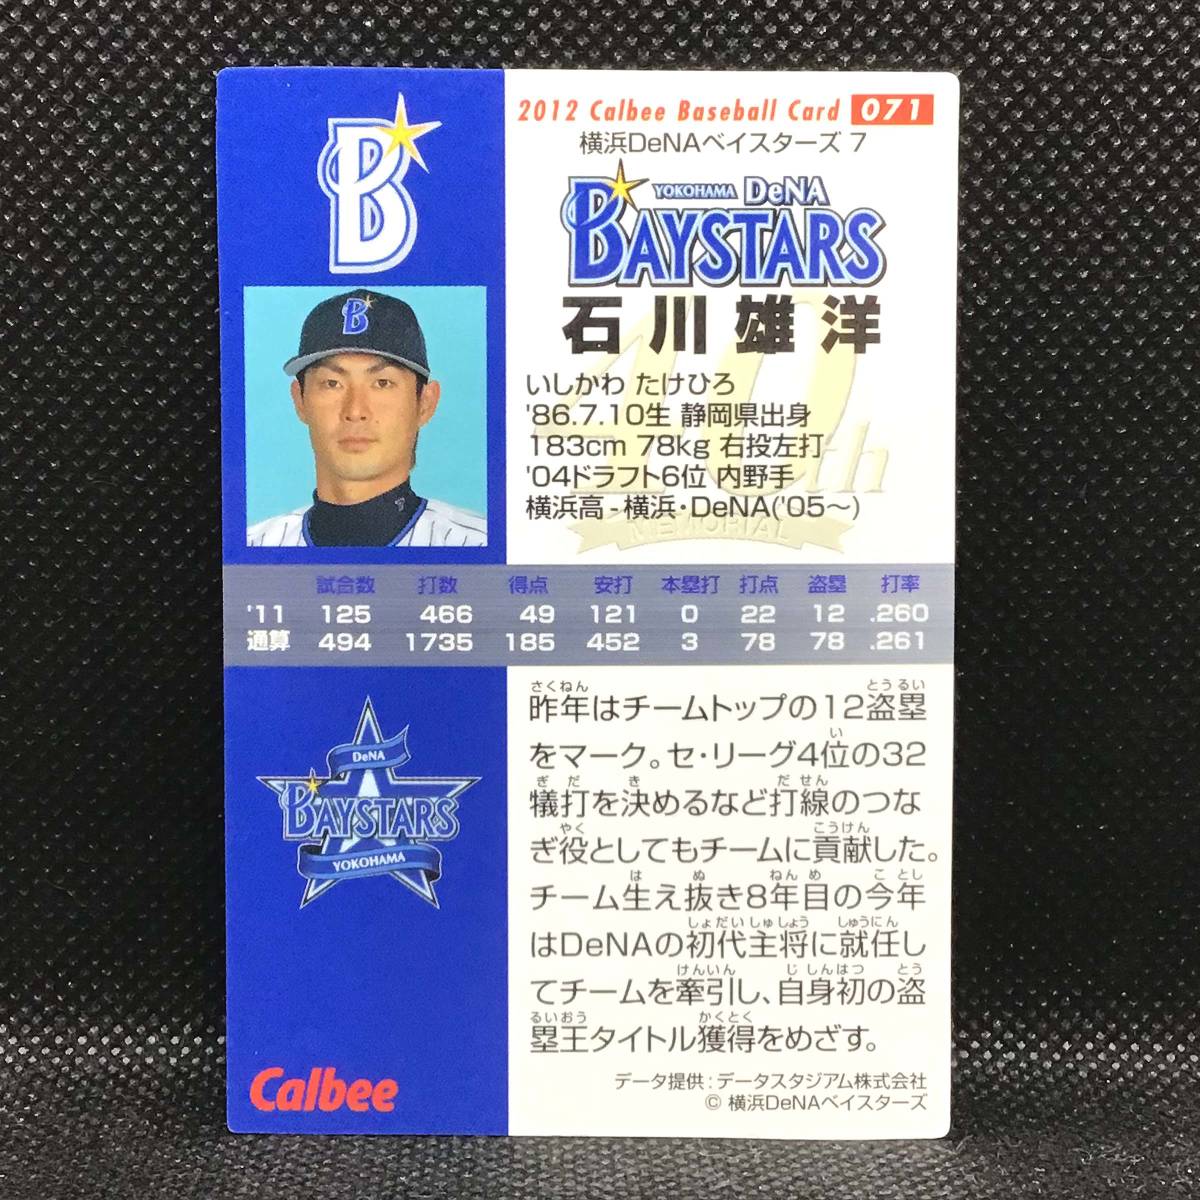 2012 Calbee Baseball Card 071
横浜DeNAベイスターズ 7
YOKOHAMA DeNA
BAYSTARS
石川雄洋
40th
MEMORIAL
いしかわ たけひろ
'86.7.10生 静岡県出身
183cm 78kg 右投左打
'04ドラフト6位 内野手
横浜高-横浜・DeNA('05～)
B
B
試合数 打数 得点 安打 本塁打 打点 盗塁 打率
'11 125 466 49 121 0 22 12 .260
通算 494 1735 185 452 3 78 78 .261
DeNA
BAYSTARS
YOKOHAMA
さくねん とうるい
昨年はチームトップの12盗塁
い
をマーク。セ・リーグ4位の32
ぎだ き だせん
犠打を決めるなど打線のつな
やく こうけん
ぎ役としてもチームに貢献した。
は ぬ ねんめ ことし
チーム生え抜き8年目の今年
しょだいしゅしょう しゅうにん
はDeNAの初代主将に就任し
けんいん じしんはつ とう
てチームを牽引し、自身初の盗
るいおう かくとく
塁王タイトル獲得をめざす。
Calbee
データ提供：データスタジアム株式会社
© 横浜DeNAベイスターズ